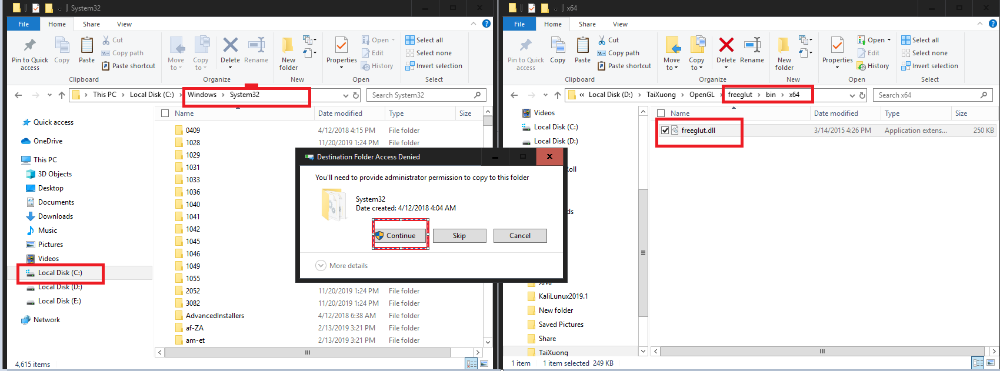 System32
File Home Share View
Pin to Quick access
Copy
Paste
Cut
Copy path
Paste shortcut
Clipboard
Move to
Copy to
Delete
Rename
Organize
New folder
New
Properties
Open
Edit
History
Open
Select all
Select none
Invert selection
Select
This PC > Local Disk (C:) > Windows > System32
Search System32
Quick access
OneDrive
This PC
3D Objects
Desktop
Documents
Downloads
Music
Pictures
Videos
Local Disk (C:)
Local Disk (D:)
Local Disk (E:)
Network
Name Date modified Type Size
0409 4/12/2018 4:15 PM File folder
1028 11/20/2019 1:24 PM File folder
1029
1031
1033
1036
1040
1041
1042
1045
1046
1049
1055
2052 11/20/2019 1:24 PM File folder
3082 11/20/2019 1:24 PM File folder
AdvancedInstallers 4/12/2018 6:38 AM File folder
af-ZA 2/13/2019 3:21 PM File folder
am-et 2/13/2019 3:21 PM File folder
4,615 items
Destination Folder Access Denied
You'll need to provide administrator permission to copy to this folder
System32
Date created: 4/12/2018 4:04 AM
Continue Skip Cancel
More details
x64
File Home Share View
Pin to Quick access
Copy
Paste
Cut
Copy path
Paste shortcut
Clipboard
Move to
Copy to
Delete
Rename
Organize
New folder
New
Properties
Open
Edit
History
Open
Select all
Select none
Invert selection
Select
« Local Disk (D:) > TaiXuong > OpenGL > freeglut > bin > x64
Search x64
Videos
Local Disk (C:)
Local Disk (D:)
KaliLunux2019.1
New folder
Saved Pictures
Share
TaiXuong
Name Date modified Type Size
freeglut.dll 3/14/2015 4:26 PM Application extens... 250 KB
1 item 1 item selected 249 KB